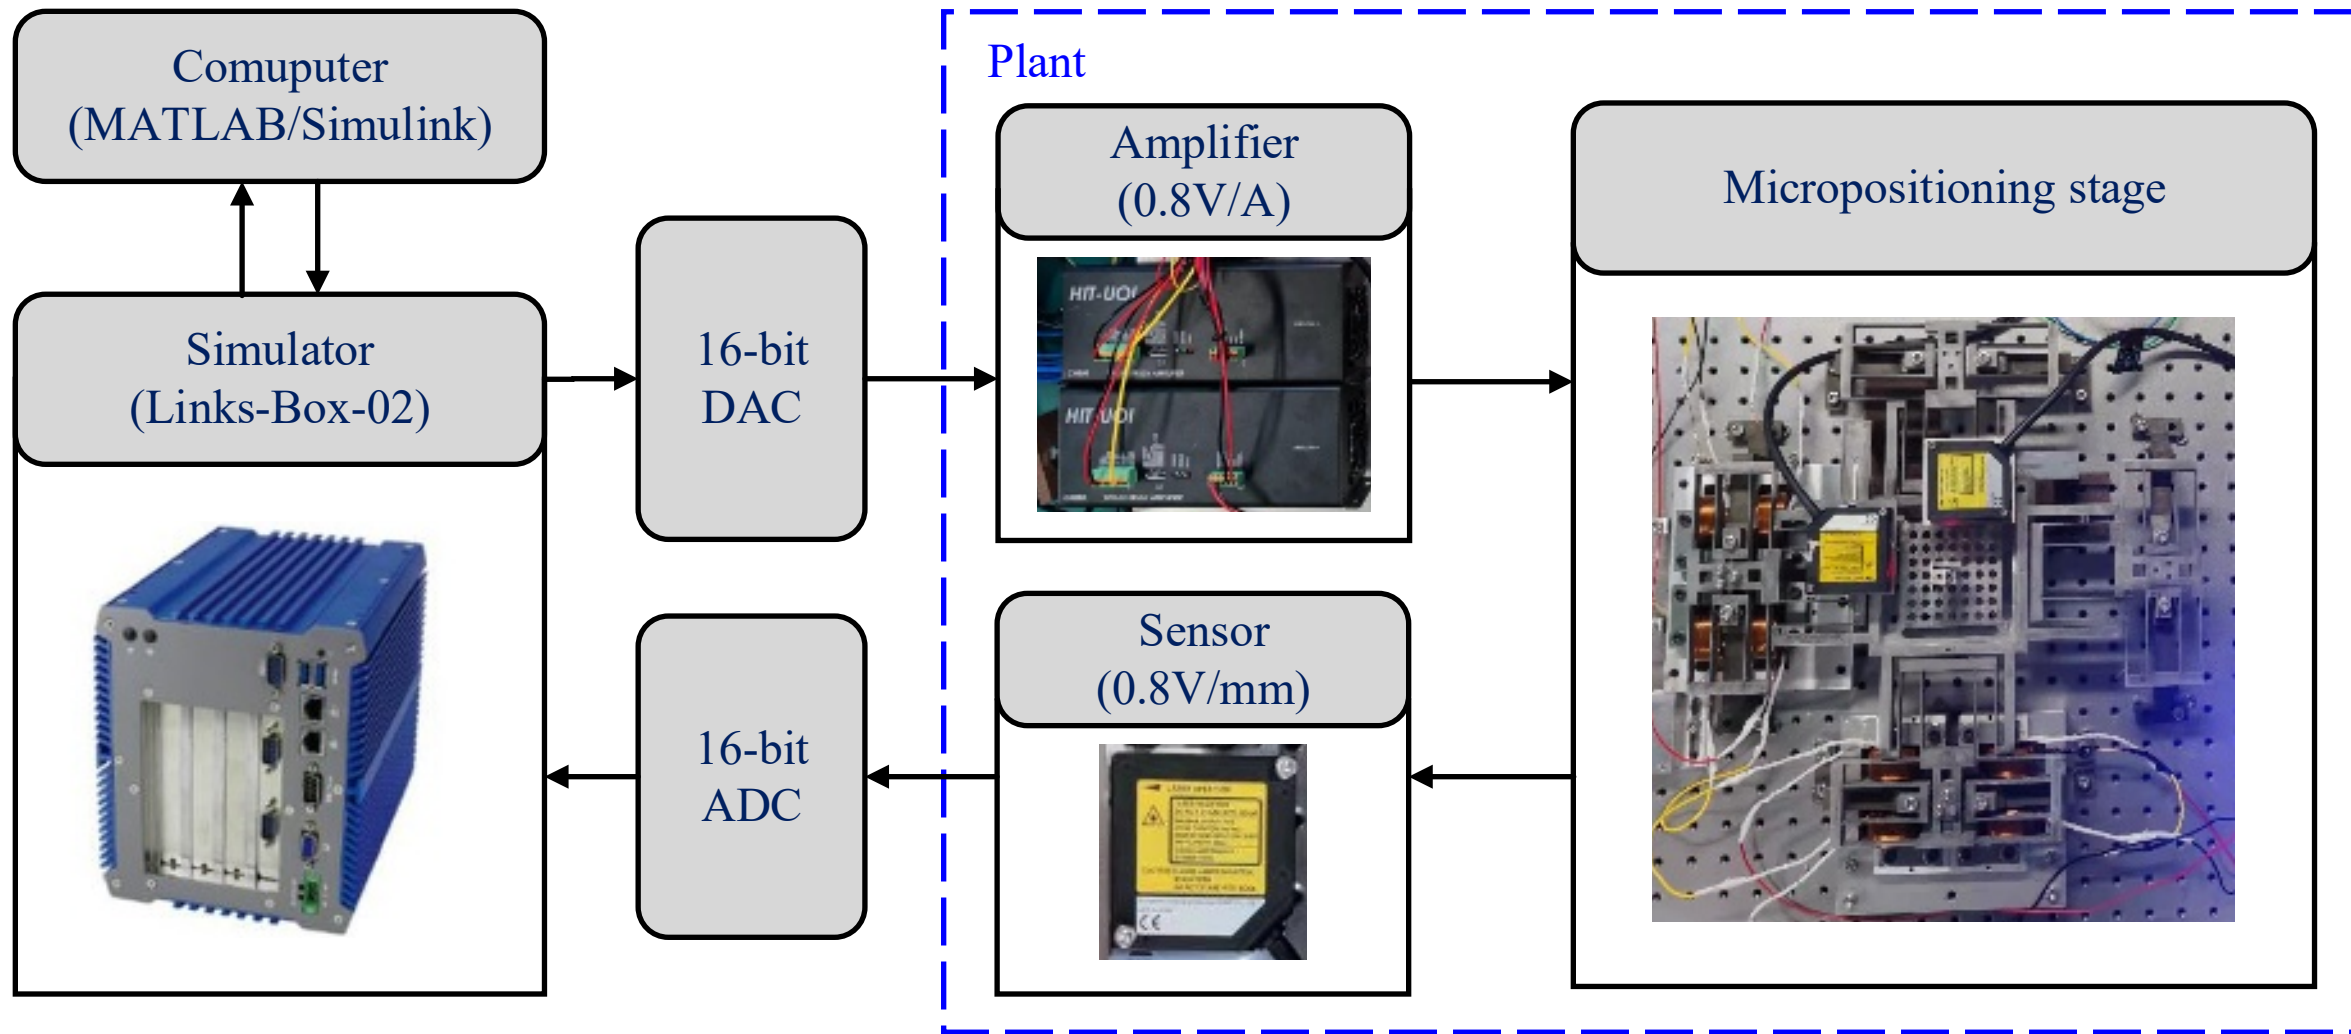 Comuputer
(MATLAB/Simulink)
Plant
Amplifier
(0.8V/A)
Micropositioning stage
HIT-UOI
HIT-UOI
Simulator
(Links-Box-02)
16-bit
DAC
Sensor
(0.8V/mm)
16-bit
ADC
CE